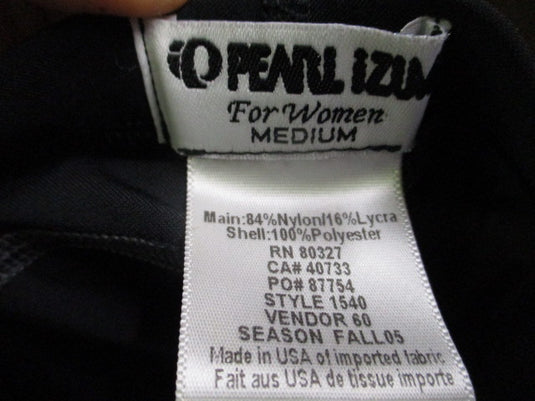 PEARL iZUM
For Women
MEDIUM
Main:84%Nylon/16%Lycra
Shell:100%Polyester
RN 80327
CA# 40733
PO# 87754
STYLE 1540
VENDOR 60
SEASON FALL05
Made in USA of imported fabric
Fait aus USA de tissue importe